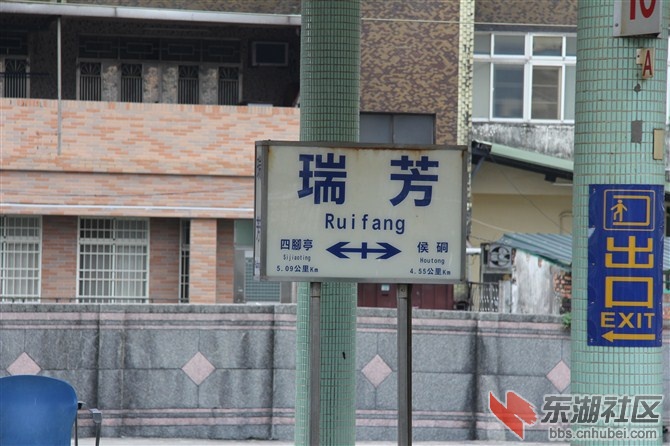 瑞芳
Ruifang
四腳亭 侯硐
Sijiaoting Houtong
5.09公里Km 4.55公里Km
10
A
出口
EXIT
东湖社区
bbs.cnhubei.com